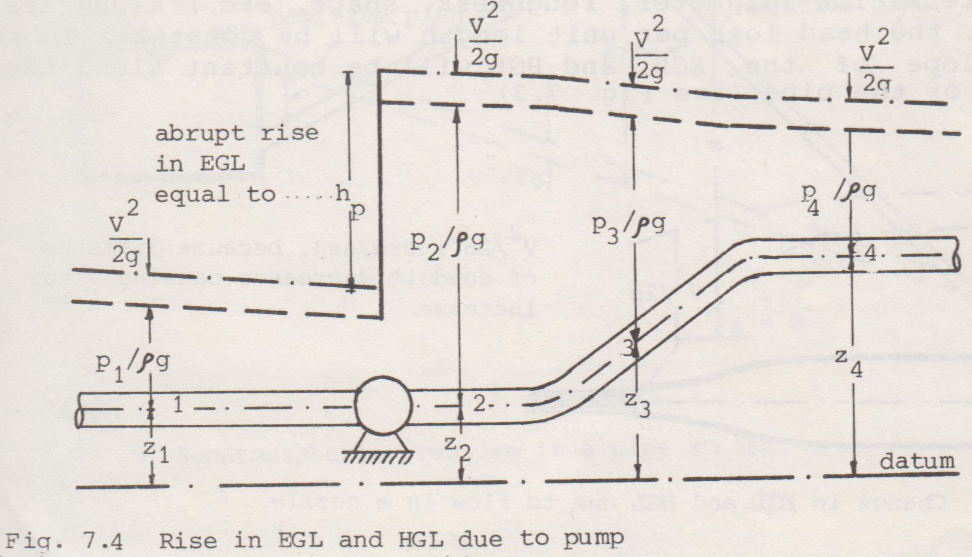 V²/2g
V²/2g
V²/2g
abrupt rise
in EGL
equal to ..... hp
V²/2g
p₁/ρg
p₂/ρg
p₃/ρg
p₄/ρg
1
2
3
4
z₁
z₂
z₃
z₄
datum
Fig. 7.4 Rise in EGL and HGL due to pump